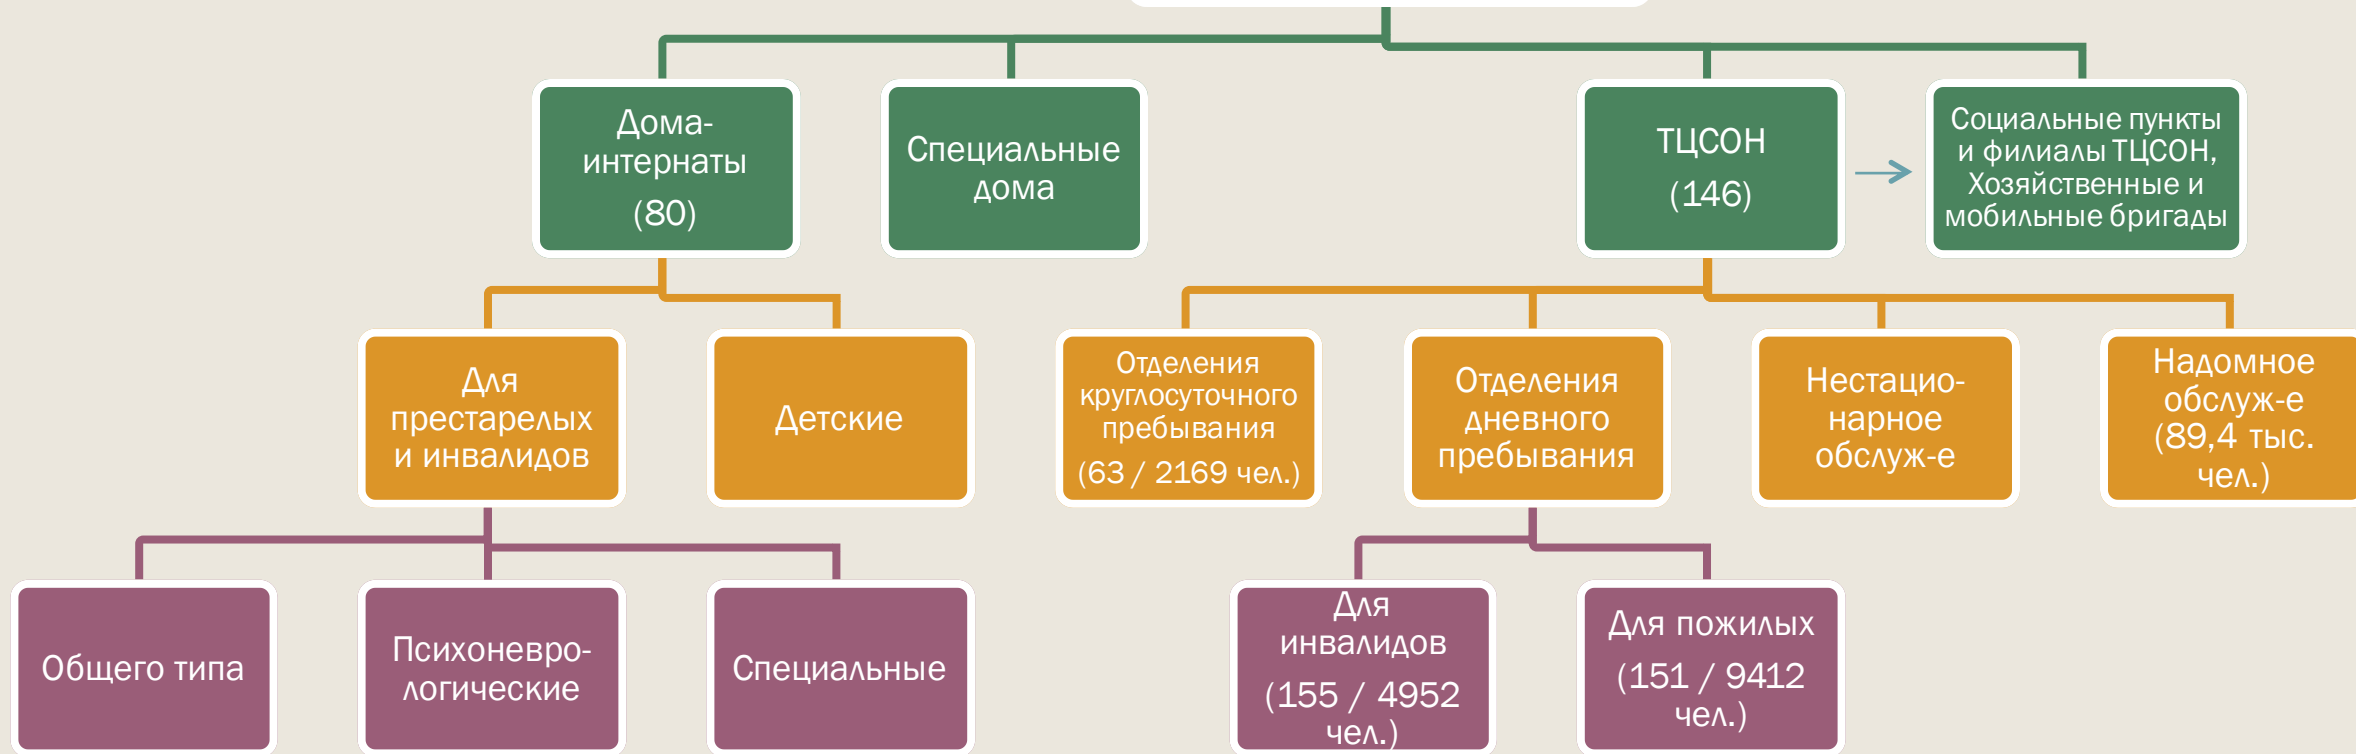 Дома-
интернаты
(80)
Специальные
дома
ТЦСОН
(146)
Социальные пункты
и филиалы ТЦСОН,
Хозяйственные и
мобильные бригады
Для
престарелых
и инвалидов
Детские
Отделения
круглосуточного
пребывания
(63 / 2169 чел.)
Отделения
дневного
пребывания
Нестацио-
нарное
обслуж-е
Надомное
обслуж-е
(89,4 тыс.
чел.)
Общего типа
Психоневро-
логические
Специальные
Для
инвалидов
(155 / 4952
чел.)
Для пожилых
(151 / 9412
чел.)